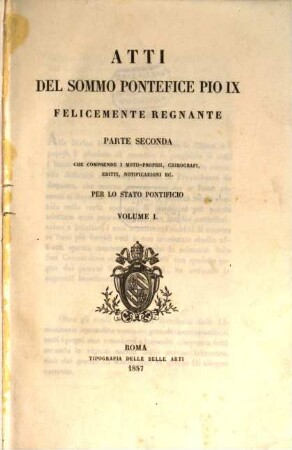 ATTI
DEL SOMMO PONTEFICE PIO IX
FELICEMENTE REGNANTE
PARTE SECONDA
CHE COMPRENDE I MOTU-PROPRII, CHIROGRAFI,
EDITTI, NOTIFICAZIONI EC.
PER LO STATO PONTIFICIO
VOLUME I.
ROMA
TIPOGRAFIA DELLE BELLE ARTI
1857